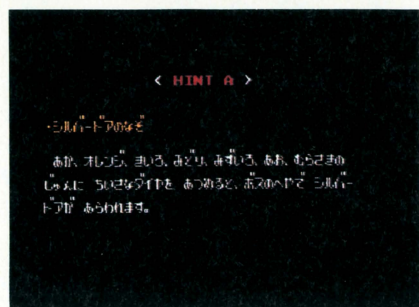 < HINT A >
・シルバードアのなぞ
あか、オレンジ、きいろ、みどり、みずいろ、あお、むらさきの
じゅんに ちいさなダイヤを あつめると、ボスのへやで シルバー
ドアが あらわれます。